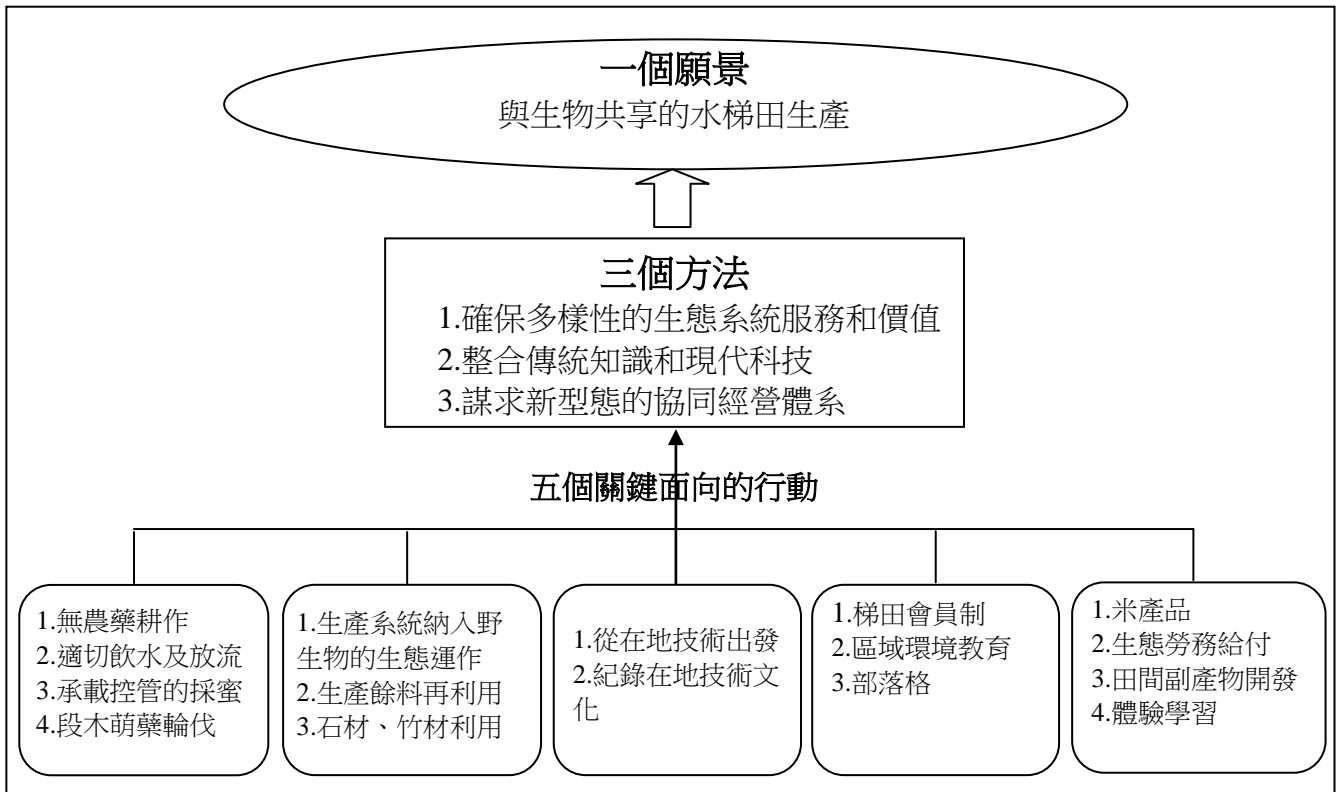 一個願景
與生物共享的水梯田生產
三個方法
1.確保多樣性的生態系統服務和價值
2.整合傳統知識和現代科技
3.謀求新型態的協同經營體系
五個關鍵面向的行動
1.無農藥耕作
2.適切飲水及放流
3.承載控管的採蜜
4.段木萌蘗輪伐
1.生產系統納入野
生物的生態運作
2.生產餘料再利用
3.石材、竹材利用
1.從在地技術出發
2.紀錄在地技術文
化
1.梯田會員制
2.區域環境教育
3.部落格
1.米產品
2.生態勞務給付
3.田間副產物開發
4.體驗學習